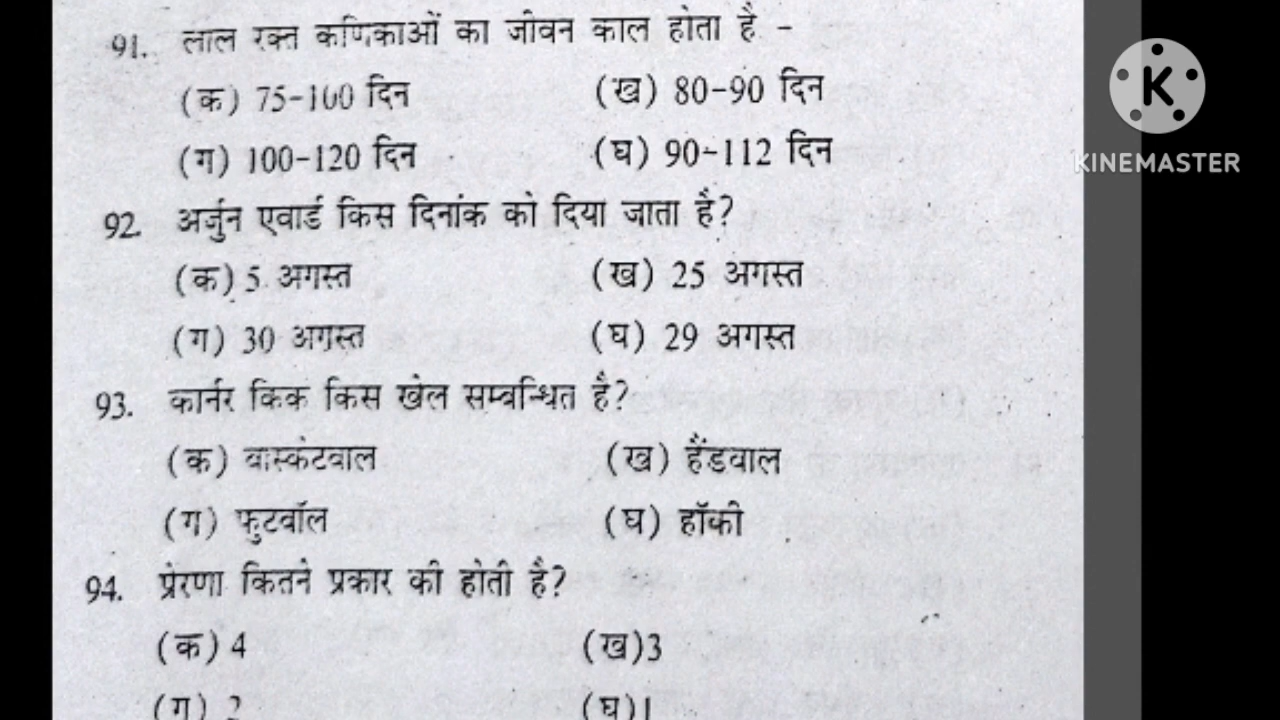 91. लाल रक्त कणिकाओं का जीवन काल होता है -
(क) 75-100 दिन (ख) 80-90 दिन
(ग) 100-120 दिन (घ) 90-112 दिन
92. अर्जुन एवार्ड किस दिनांक को दिया जाता है?
(क) 5 अगस्त (ख) 25 अगस्त
(ग) 30 अगस्त (घ) 29 अगस्त
93. कार्नर किक किस खेल सम्बन्धित है?
(क) बास्केटवाल (ख) हैंडवाल
(ग) फुटवॉल (घ) हॉकी
94. प्रेरणा कितने प्रकार की होती है?
(क) 4 (ख)3
(ग) 2 (घ)1
K
KINEMASTER